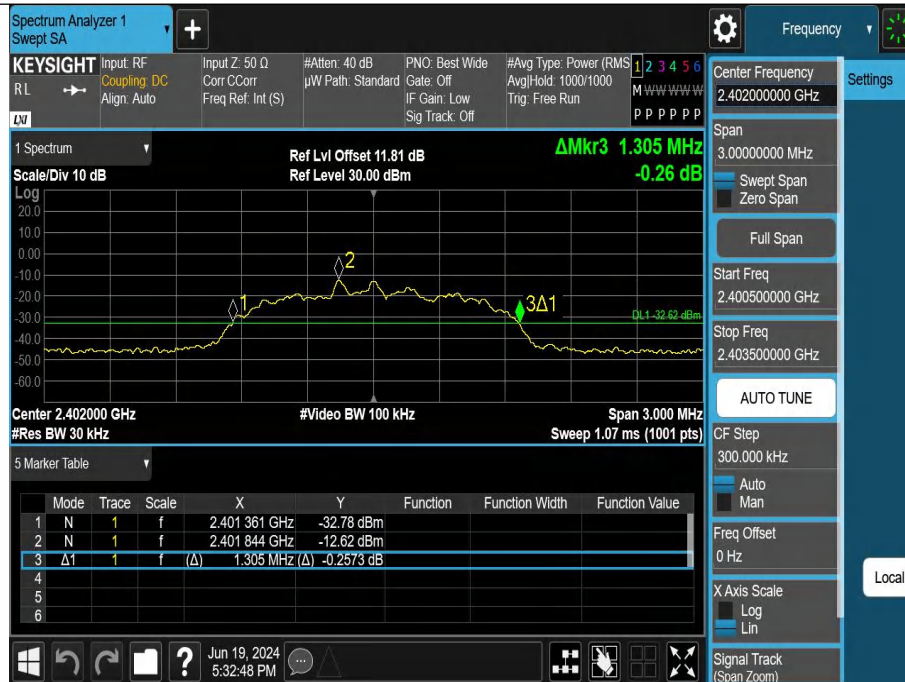 Spectrum Analyzer 1
Swept SA
+
Frequency
KEYSIGHT
RL
LXI
Input: RF
Coupling: DC
Align: Auto
Input Z: 50 Ω
Corr CCorr
Freq Ref: Int (S)
#Atten: 40 dB
µW Path: Standard
PNO: Best Wide
Gate: Off
IF Gain: Low
Sig Track: Off
#Avg Type: Power (RMS
Avg|Hold: 1000/1000
Trig: Free Run
1 2 3 4 5 6
M W W W W W
P P P P P P
1 Spectrum
Scale/Div 10 dB
Ref Lvl Offset 11.81 dB
Ref Level 30.00 dBm
ΔMkr3 1.305 MHz
-0.26 dB
Log
20.0
10.0
0.00
-10.0
-20.0
-30.0
-40.0
-50.0
-60.0
1
2
3Δ1
DL1 -32.62 dBm
Center 2.402000 GHz
#Video BW 100 kHz
Span 3.000 MHz
#Res BW 30 kHz
Sweep 1.07 ms (1001 pts)
5 Marker Table
Mode Trace Scale X Y Function Function Width Function Value
1 N 1 f 2.401 361 GHz -32.78 dBm
2 N 1 f 2.401 844 GHz -12.62 dBm
3 Δ1 1 f (Δ) 1.305 MHz (Δ) -0.2573 dB
4
5
6
Center Frequency
2.402000000 GHz
Settings
Span
3.00000000 MHz
Swept Span
Zero Span
Full Span
Start Freq
2.400500000 GHz
Stop Freq
2.403500000 GHz
AUTO TUNE
CF Step
300.000 kHz
Auto
Man
Freq Offset
0 Hz
Local
X Axis Scale
Log
Lin
Signal Track
(Span Zoom)
?
Jun 19, 2024
5:32:48 PM